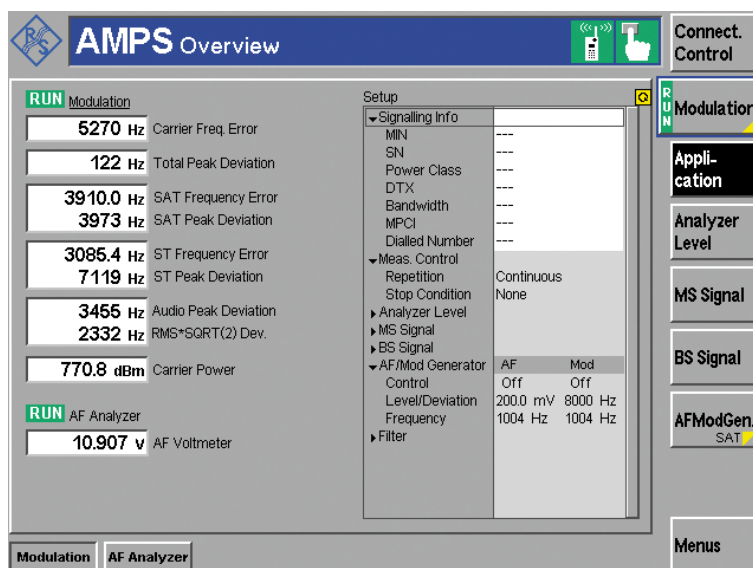 R S
AMPS Overview
Connect.
Control
RUN
Modulation
Appli-
cation
Analyzer
Level
MS Signal
BS Signal
AFModGen.
SAT
Menus
RUN Modulation
5270 Hz Carrier Freq. Error
122 Hz Total Peak Deviation
3910.0 Hz SAT Frequency Error
3973 Hz SAT Peak Deviation
3085.4 Hz ST Frequency Error
7119 Hz ST Peak Deviation
3455 Hz Audio Peak Deviation
2332 Hz RMS*SQRT(2) Dev.
770.8 dBm Carrier Power
RUN AF Analyzer
10.907 V AF Voltmeter
Setup
Signalling Info
MIN ---
SN ---
Power Class ---
DTX ---
Bandwidth ---
MPCI ---
Dialled Number ---
Meas. Control
Repetition Continuous
Stop Condition None
Analyzer Level
MS Signal
BS Signal
AF/Mod Generator AF Mod
Control Off Off
Level/Deviation 200.0 mV 8000 Hz
Frequency 1004 Hz 1004 Hz
Filter
Modulation AF Analyzer